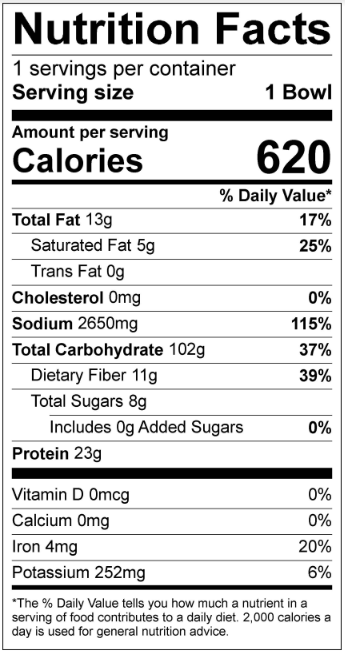 Nutrition Facts
1 servings per container
Serving size 1 Bowl
Amount per serving
Calories 620
% Daily Value*
Total Fat 13g 17%
Saturated Fat 5g 25%
Trans Fat 0g
Cholesterol 0mg 0%
Sodium 2650mg 115%
Total Carbohydrate 102g 37%
Dietary Fiber 11g 39%
Total Sugars 8g
Includes 0g Added Sugars 0%
Protein 23g
Vitamin D 0mcg 0%
Calcium 0mg 0%
Iron 4mg 20%
Potassium 252mg 6%
*The % Daily Value tells you how much a nutrient in a
serving of food contributes to a daily diet. 2,000 calories a
day is used for general nutrition advice.